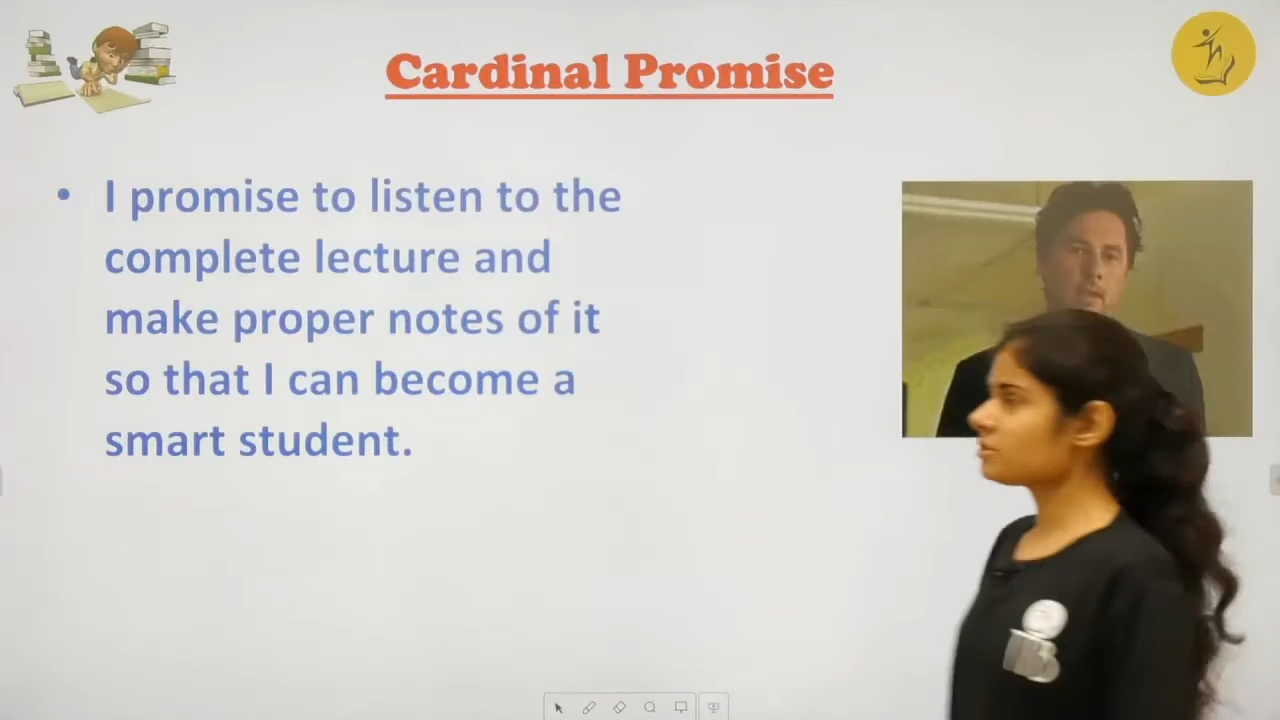 Cardinal Promise
• I promise to listen to the
complete lecture and
make proper notes of it
so that I can become a
smart student.